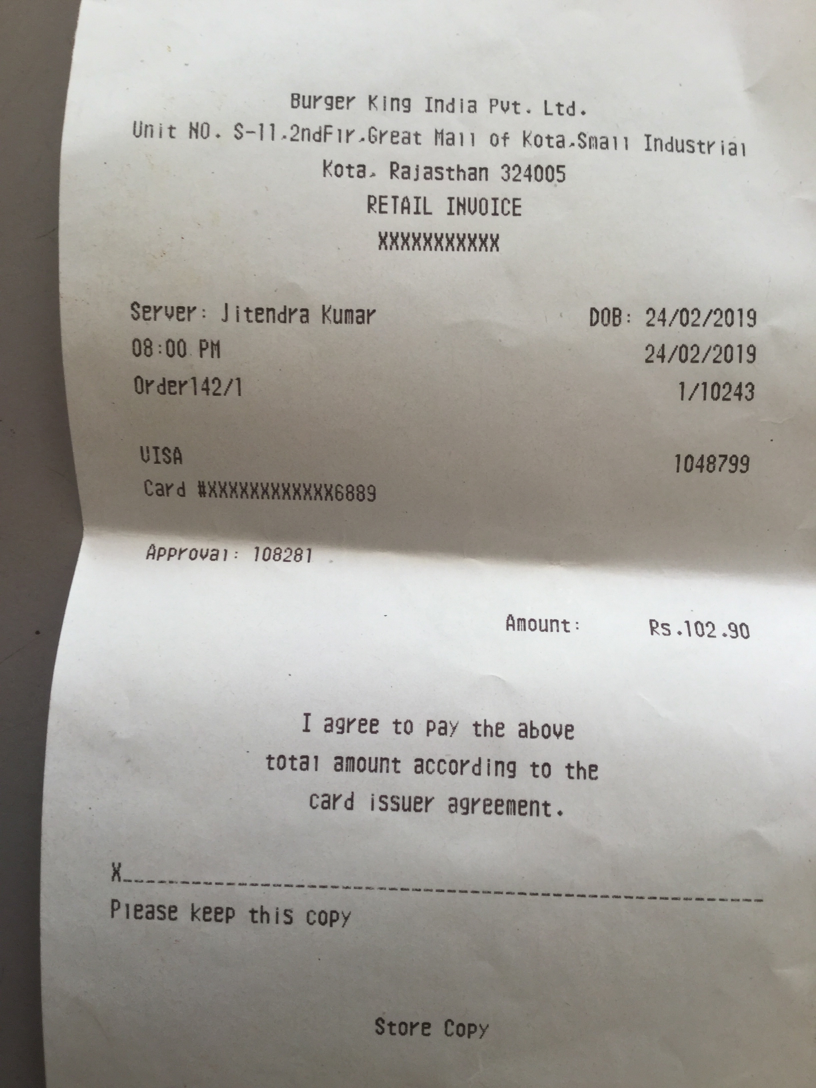 Burger King India Pvt. Ltd.
Unit NO. S-11,2ndFlr,Great Mall of Kota,Small Industrial
Kota, Rajasthan 324005
RETAIL INVOICE
XXXXXXXXXXX
Server: Jitendra Kumar DOB: 24/02/2019
08:00 PM 24/02/2019
Order142/1 1/10243
VISA 1048799
Card #XXXXXXXXXXXX6889
Approval: 108281
Amount: Rs.102.90
I agree to pay the above
total amount according to the
card issuer agreement.
X
Please keep this copy
Store Copy